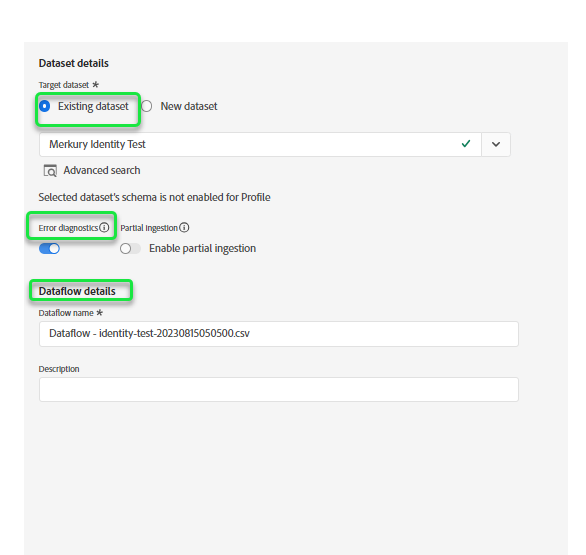 Dataset details
Target dataset *
Existing dataset New dataset
Merkury Identity Test
Advanced search
Selected dataset's schema is not enabled for Profile
Error diagnostics Partial Ingestion
Enable partial ingestion
Dataflow details
Dataflow name *
Dataflow - identity-test-20230815050500.csv
Description